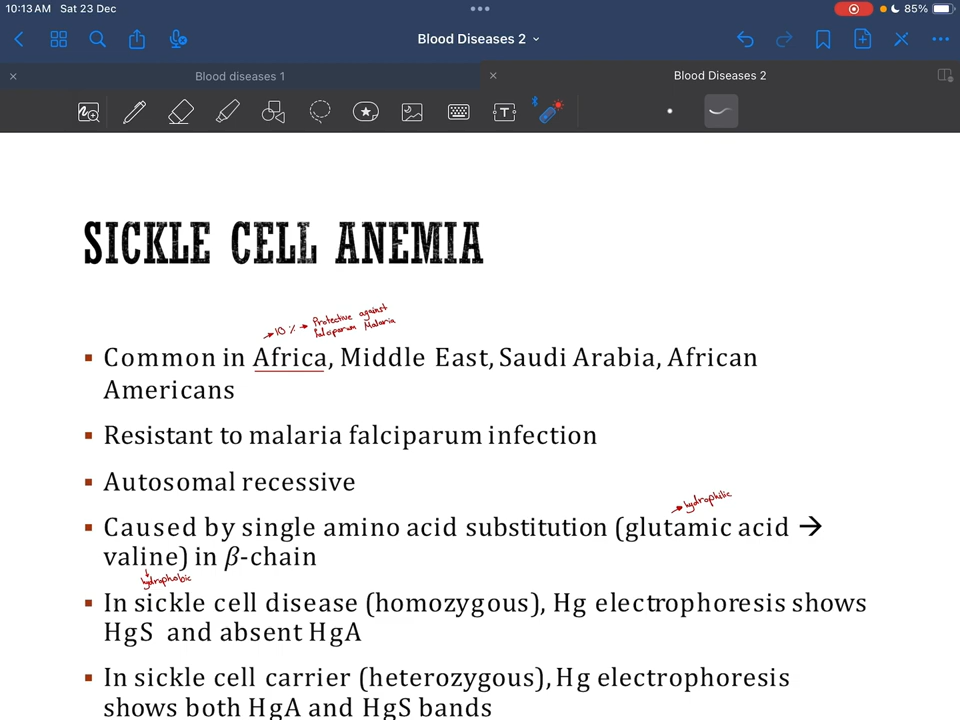 10:13 AM Sat 23 Dec
85%
Blood Diseases 2
Blood diseases 1
Blood Diseases 2
T
SICKLE CELL ANEMIA
→10 % → Protective against
falciparum Malaria
▪ Common in Africa, Middle East, Saudi Arabia, African
Americans
▪ Resistant to malaria falciparum infection
▪ Autosomal recessive
→ hydrophilic
▪ Caused by single amino acid substitution (glutamic acid →
valine) in β-chain
hydrophobic
▪ In sickle cell disease (homozygous), Hg electrophoresis shows
HgS and absent HgA
▪ In sickle cell carrier (heterozygous), Hg electrophoresis
shows both HgA and HgS bands